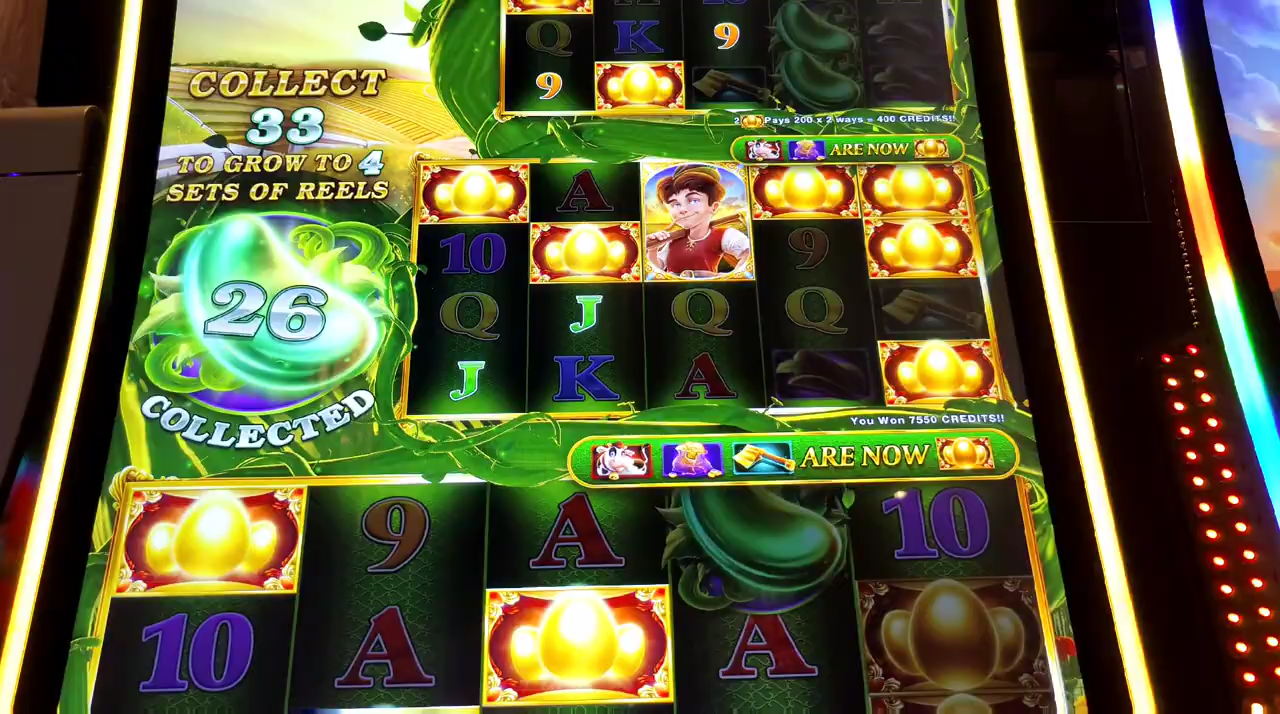 Q K 9
9
2 Pays 200 x 2 ways = 400 CREDITS!!
ARE NOW
COLLECT
33
TO GROW TO 4
SETS OF REELS
26
COLLECTED
A
10 9
Q J Q Q
J K A
You Won 7550 CREDITS!!
ARE NOW
9 A 10
10 A A